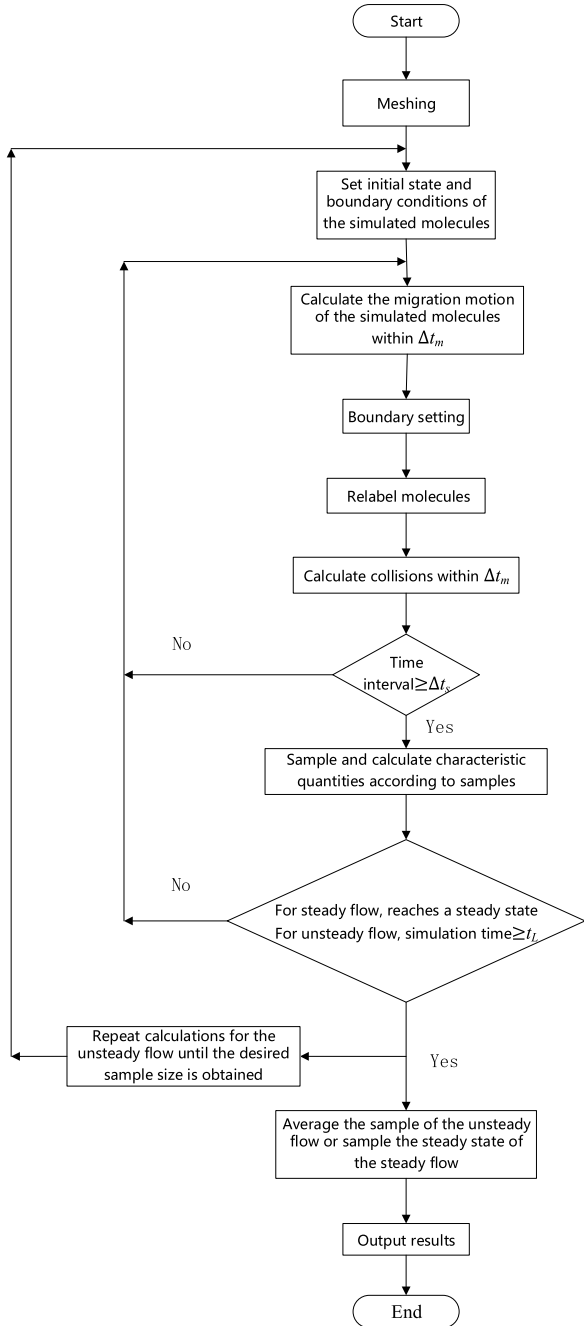 Start
Meshing
Set initial state and
boundary conditions of
the simulated molecules
Calculate the migration motion
of the simulated molecules
within Δtₘ
Boundary setting
Relabel molecules
Calculate collisions within Δtₘ
No
Time
interval≥Δtₛ
Yes
Sample and calculate characteristic
quantities according to samples
No
For steady flow, reaches a steady state
For unsteady flow, simulation time≥t_L
Repeat calculations for the
unsteady flow until the desired
sample size is obtained
Yes
Average the sample of the unsteady
flow or sample the steady state of
the steady flow
Output results
End